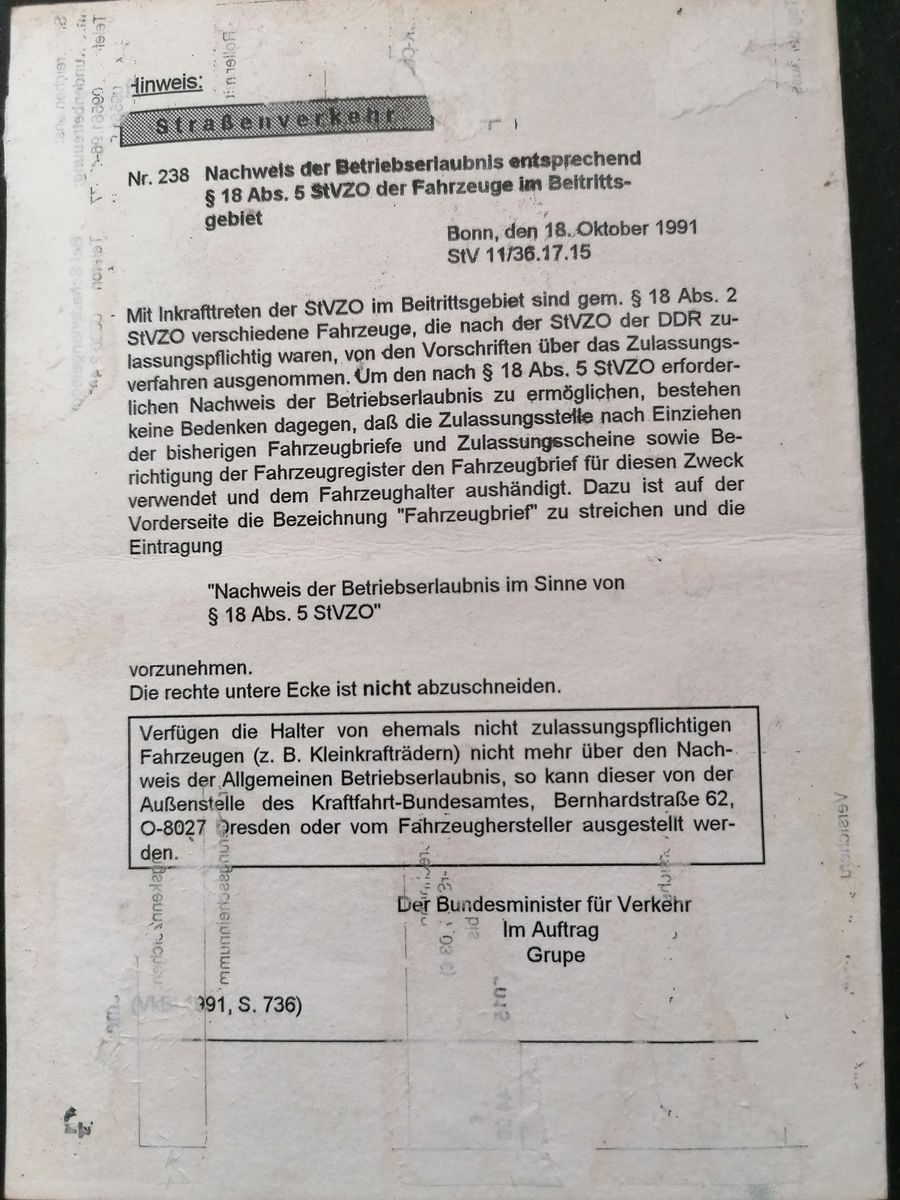 Hinweis:
Straßenverkehr
Nr. 238 Nachweis der Betriebserlaubnis entsprechend
§ 18 Abs. 5 StVZO der Fahrzeuge im Beitritts-
gebiet
Bonn, den 18. Oktober 1991
StV 11/36.17.15
Mit Inkrafttreten der StVZO im Beitrittsgebiet sind gem. § 18 Abs. 2
StVZO verschiedene Fahrzeuge, die nach der StVZO der DDR zu-
lassungspflichtig waren, von den Vorschriften über das Zulassungs-
verfahren ausgenommen. Um den nach § 18 Abs. 5 StVZO erforder-
lichen Nachweis der Betriebserlaubnis zu ermöglichen, bestehen
keine Bedenken dagegen, daß die Zulassungsstelle nach Einziehen
der bisherigen Fahrzeugbriefe und Zulassungsscheine sowie Be-
richtigung der Fahrzeugregister den Fahrzeugbrief für diesen Zweck
verwendet und dem Fahrzeughalter aushändigt. Dazu ist auf der
Vorderseite die Bezeichnung "Fahrzeugbrief" zu streichen und die
Eintragung
"Nachweis der Betriebserlaubnis im Sinne von
§ 18 Abs. 5 StVZO"
vorzunehmen.
Die rechte untere Ecke ist nicht abzuschneiden.
Verfügen die Halter von ehemals nicht zulassungspflichtigen
Fahrzeugen (z. B. Kleinkrafträdern) nicht mehr über den Nach-
weis der Allgemeinen Betriebserlaubnis, so kann dieser von der
Außenstelle des Kraftfahrt-Bundesamtes, Bernhardstraße 62,
O-8027 Dresden oder vom Fahrzeughersteller ausgestellt wer-
den.
Der Bundesminister für Verkehr
Im Auftrag
Grupe
1991, S. 736)